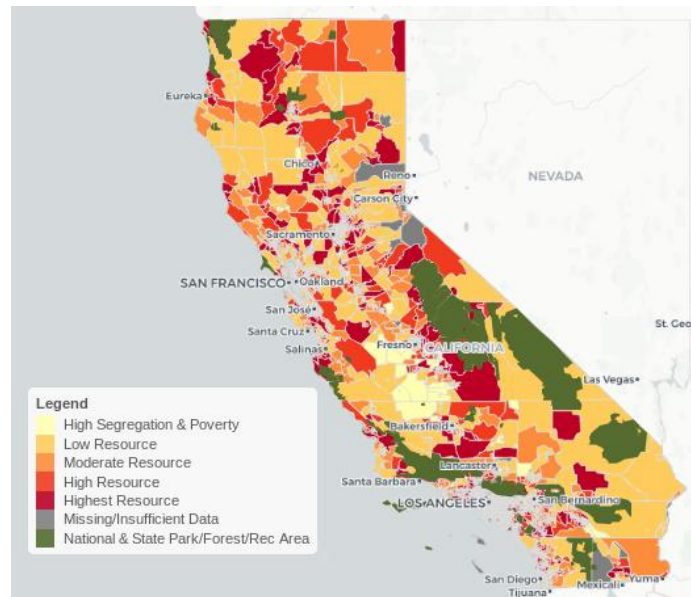 Eureka
Chico
Reno
NEVADA
Carson City
Sacramento
SAN FRANCISCO
Oakland
San José
Santa Cruz
Salinas
Fresno
CALIFORNIA
St. Geo
Las Vegas
Bakersfield
Lancaster
Santa Barbara
LOS ANGELES
San Bernardino
San Diego
Mexicali
Yuma
Tijuana
Legend
High Segregation & Poverty
Low Resource
Moderate Resource
High Resource
Highest Resource
Missing/Insufficient Data
National & State Park/Forest/Rec Area